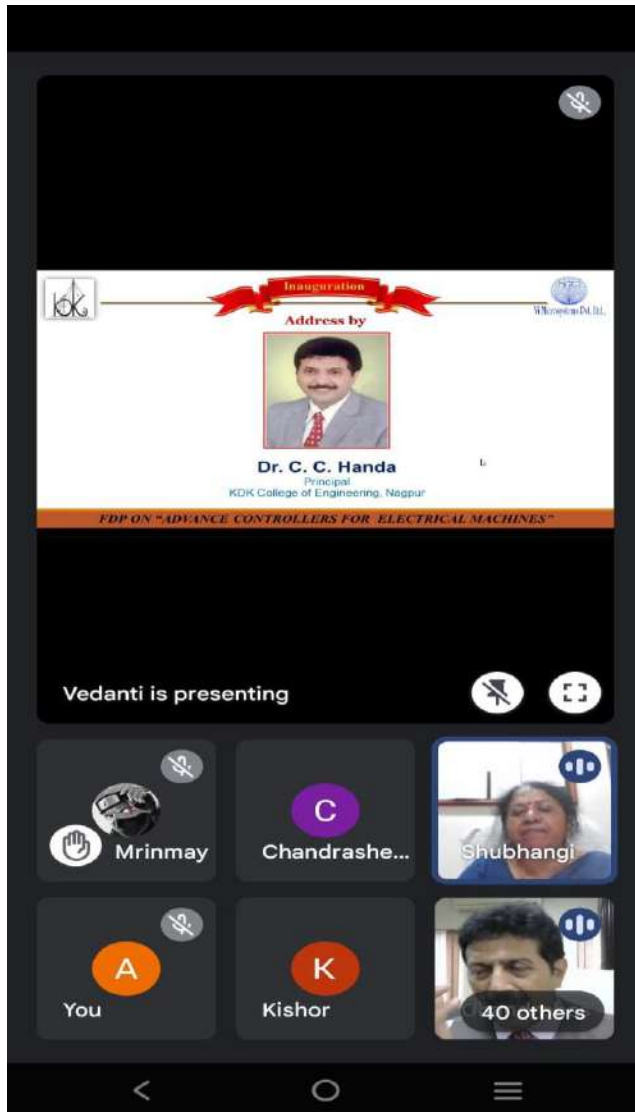 Inauguration
Address by
Dr. C. C. Handa
Principal
KDK College of Engineering, Nagpur
FDP ON "ADVANCE CONTROLLERS FOR ELECTRICAL MACHINES"
Vedanti is presenting
Mrinmay
C
Chandrashe...
Shubhangi
A
You
K
Kishor
40 others